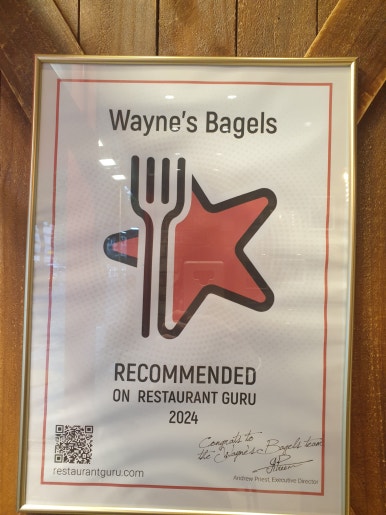 Wayne's Bagels
RECOMMENDED
ON RESTAURANT GURU
2024
Congrats to
the Wayne's Bagels team
restaurantguru.com
Andrew Priest, Executive Director